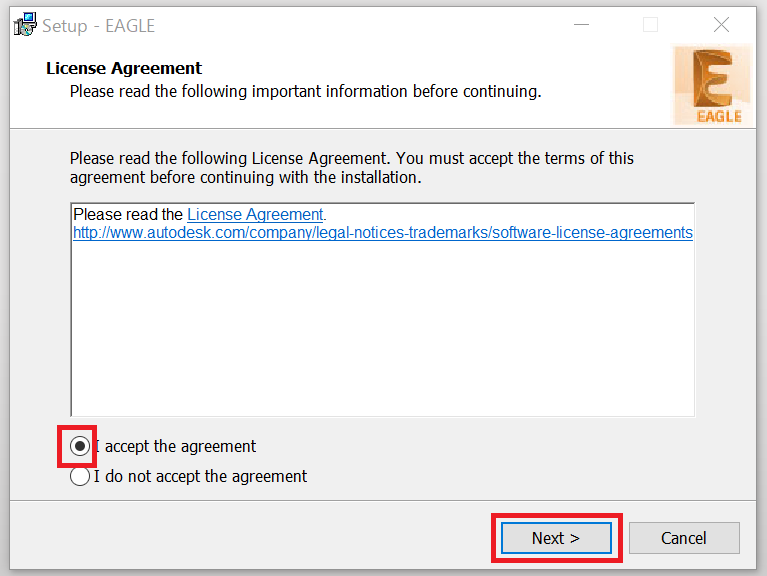 Setup - EAGLE
License Agreement
Please read the following important information before continuing.
EAGLE
Please read the following License Agreement. You must accept the terms of this
agreement before continuing with the installation.
Please read the License Agreement.
http://www.autodesk.com/company/legal-notices-trademarks/software-license-agreements
I accept the agreement
I do not accept the agreement
Next >
Cancel